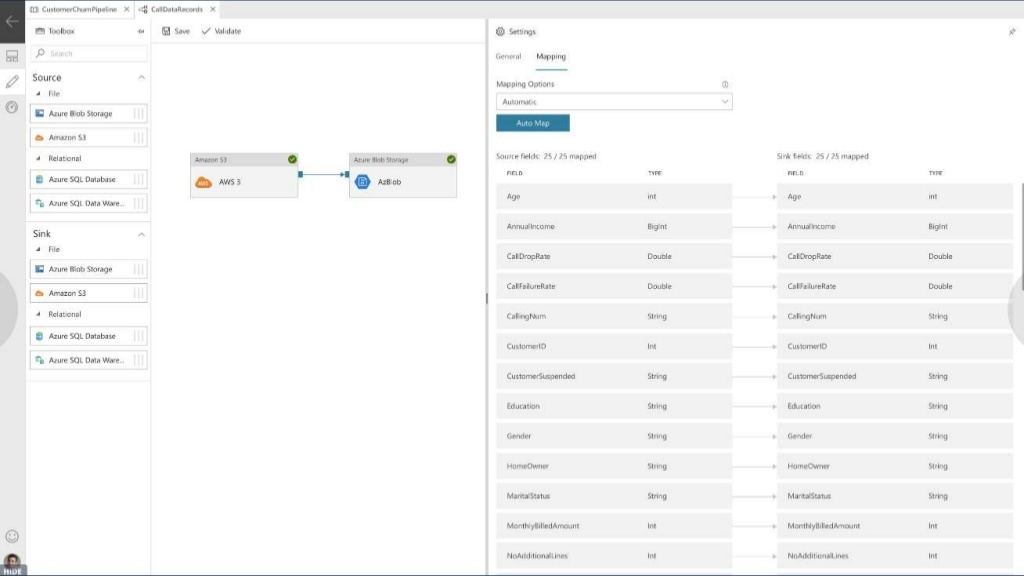 CustomerChurnPipeline
CallDataRecords
Toolbox
Save
Validate
Search
Source
File
Azure Blob Storage
Amazon S3
Relational
Azure SQL Database
Azure SQL Data Ware...
Sink
File
Azure Blob Storage
Amazon S3
Relational
Azure SQL Database
Azure SQL Data Ware...
HIDE
Amazon S3
AWS 3
Azure Blob Storage
AzBlob
Settings
General Mapping
Mapping Options
Automatic
Auto Map
Source fields: 25 / 25 mapped Sink fields: 25 / 25 mapped
FIELD TYPE FIELD TYPE
Age int Age int
AnnualIncome BigInt AnnualIncome BigInt
CallDropRate Double CallDropRate Double
CallFailureRate Double CallFailureRate Double
CallingNum String CallingNum String
CustomerID Int CustomerID Int
CustomerSuspended String CustomerSuspended String
Education String Education String
Gender String Gender String
HomeOwner String HomeOwner String
MaritalStatus String MaritalStatus String
MonthlyBilledAmount Int MonthlyBilledAmount Int
NoAdditionalLines Int NoAdditionalLines Int